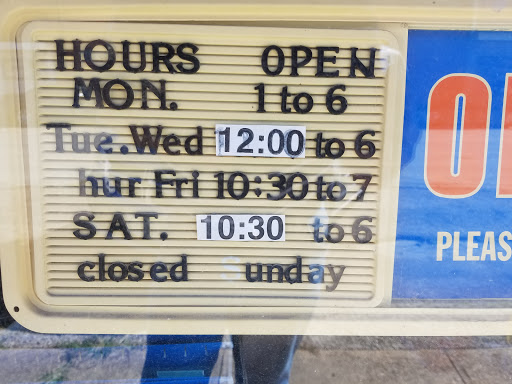 HOURS OPEN
MON. 1 to 6
Tue. Wed 12:00 to 6
hur Fri 10:30 to 7
SAT. 10:30 to 6
closed unday
O
PLEAS